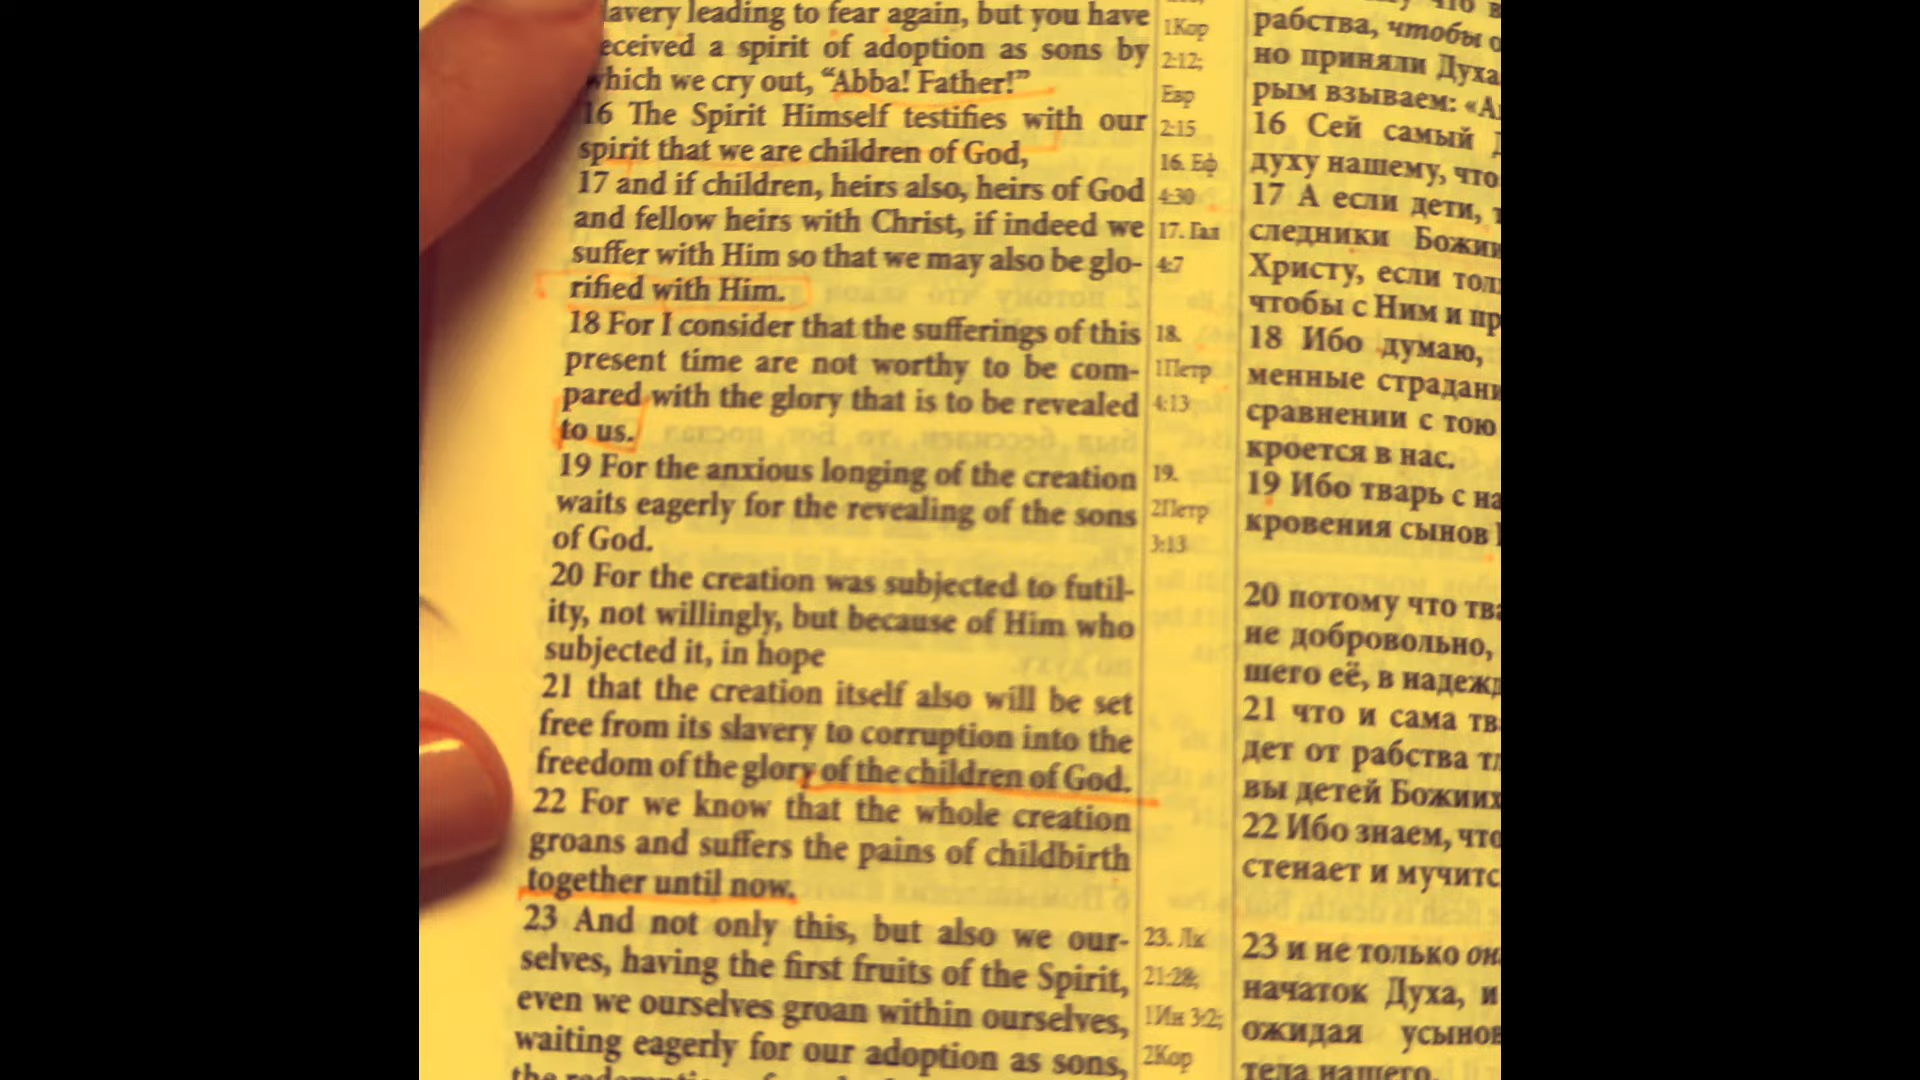 lavery leading to fear again, but you have
eceived a spirit of adoption as sons by
which we cry out, “Abba! Father!”
16 The Spirit Himself testifies with our
spirit that we are children of God,
17 and if children, heirs also, heirs of God
and fellow heirs with Christ, if indeed we
suffer with Him so that we may also be glo-
rified with Him.
18 For I consider that the sufferings of this
present time are not worthy to be com-
pared with the glory that is to be revealed
to us.
19 For the anxious longing of the creation
waits eagerly for the revealing of the sons
of God.
20 For the creation was subjected to futil-
ity, not willingly, but because of Him who
subjected it, in hope
21 that the creation itself also will be set
free from its slavery to corruption into the
freedom of the glory of the children of God.
22 For we know that the whole creation
groans and suffers the pains of childbirth
together until now.
23 And not only this, but also we our-
selves, having the first fruits of the Spirit,
even we ourselves groan within ourselves,
waiting eagerly for our adoption as sons,
1Кор
2:12;
Евр
2:15
16. Еф
4:30
17. Гал
4:7
18.
1Петр
4:13
19.
2Петр
3:13
23. Лк
21:28;
1Ин 3:2;
2Кор
рабства, чтобы
но приняли Духа
рым взываем:
16 Сей самый
духу нашему, что
17 А если дети,
следники Божии
Христу, если
чтобы с Ним и
18 Ибо думаю,
менные
сравнении с тою
кроется в нас.
19 Ибо тварь с
кровения сынов
20 потому что
не добровольно,
шего её, в
21 что и сама
дет от рабства
вы детей Божиих
22 Ибо знаем, что
стенает и
23 и не только
начаток Духа, и
ожидая
тела нашего.